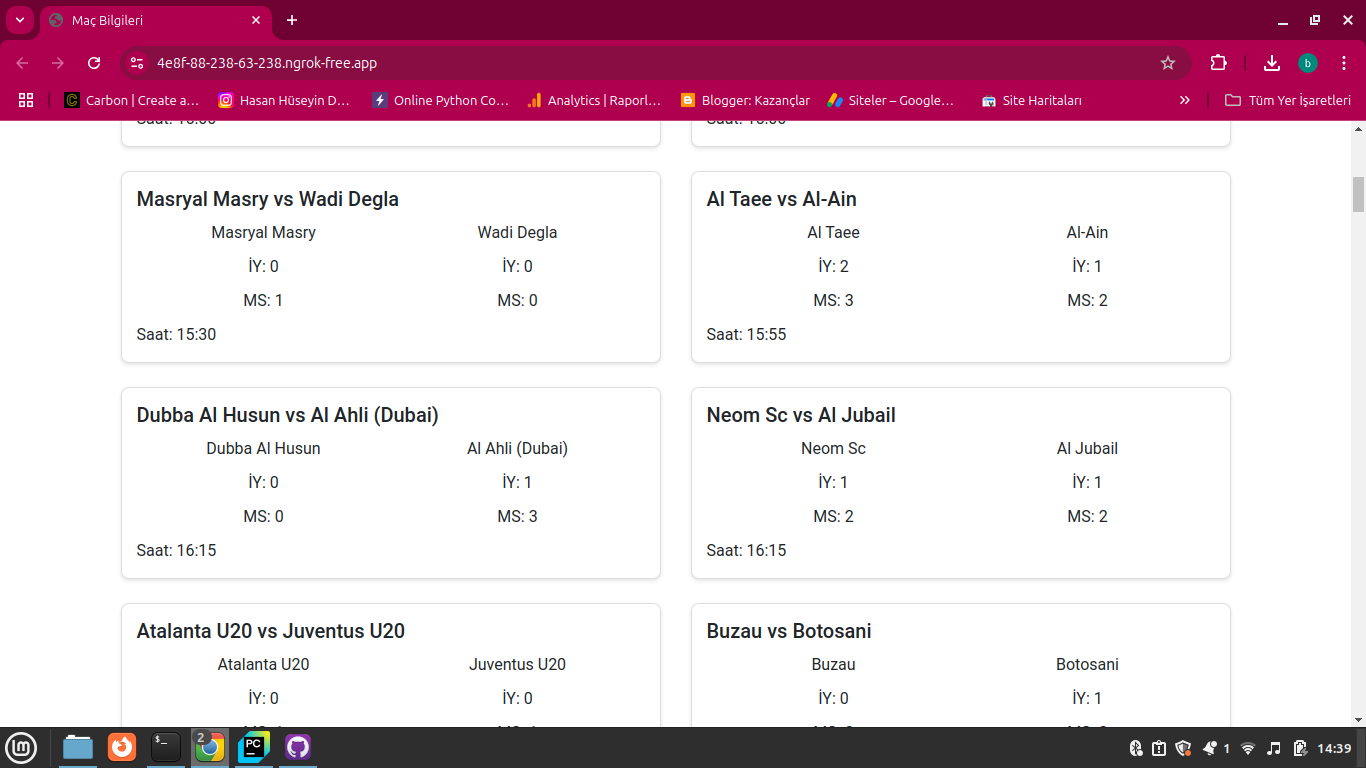 Maç Bilgileri
4e8f-88-238-63-238.ngrok-free.app
b
Carbon | Create a...
Hasan Hüseyin D...
Online Python Co...
Analytics | Raporl...
Blogger: Kazançlar
Siteler – Google...
Site Haritaları
Tüm Yer İşaretleri
Masryal Masry vs Wadi Degla
Masryal Masry Wadi Degla
İY: 0 İY: 0
MS: 1 MS: 0
Saat: 15:30
Al Taee vs Al-Ain
Al Taee Al-Ain
İY: 2 İY: 1
MS: 3 MS: 2
Saat: 15:55
Dubba Al Husun vs Al Ahli (Dubai)
Dubba Al Husun Al Ahli (Dubai)
İY: 0 İY: 1
MS: 0 MS: 3
Saat: 16:15
Neom Sc vs Al Jubail
Neom Sc Al Jubail
İY: 1 İY: 1
MS: 2 MS: 2
Saat: 16:15
Atalanta U20 vs Juventus U20
Atalanta U20 Juventus U20
İY: 0 İY: 0
Buzau vs Botosani
Buzau Botosani
İY: 0 İY: 1
$_
2
PC
1
14:39